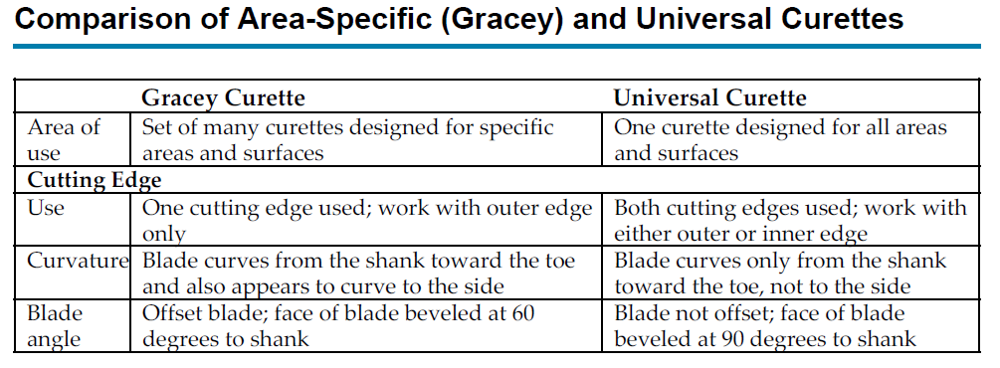 Comparison of Area-Specific (Gracey) and Universal Curettes
Gracey Curette Universal Curette
Area of use
Set of many curettes designed for specific
areas and surfaces
One curette designed for all areas
and surfaces
Cutting Edge
Use
One cutting edge used; work with outer edge
only
Both cutting edges used; work with
either outer or inner edge
Curvature
Blade curves from the shank toward the toe
and also appears to curve to the side
Blade curves only from the shank
toward the toe, not to the side
Blade
angle
Offset blade; face of blade beveled at 60
degrees to shank
Blade not offset; face of blade
beveled at 90 degrees to shank